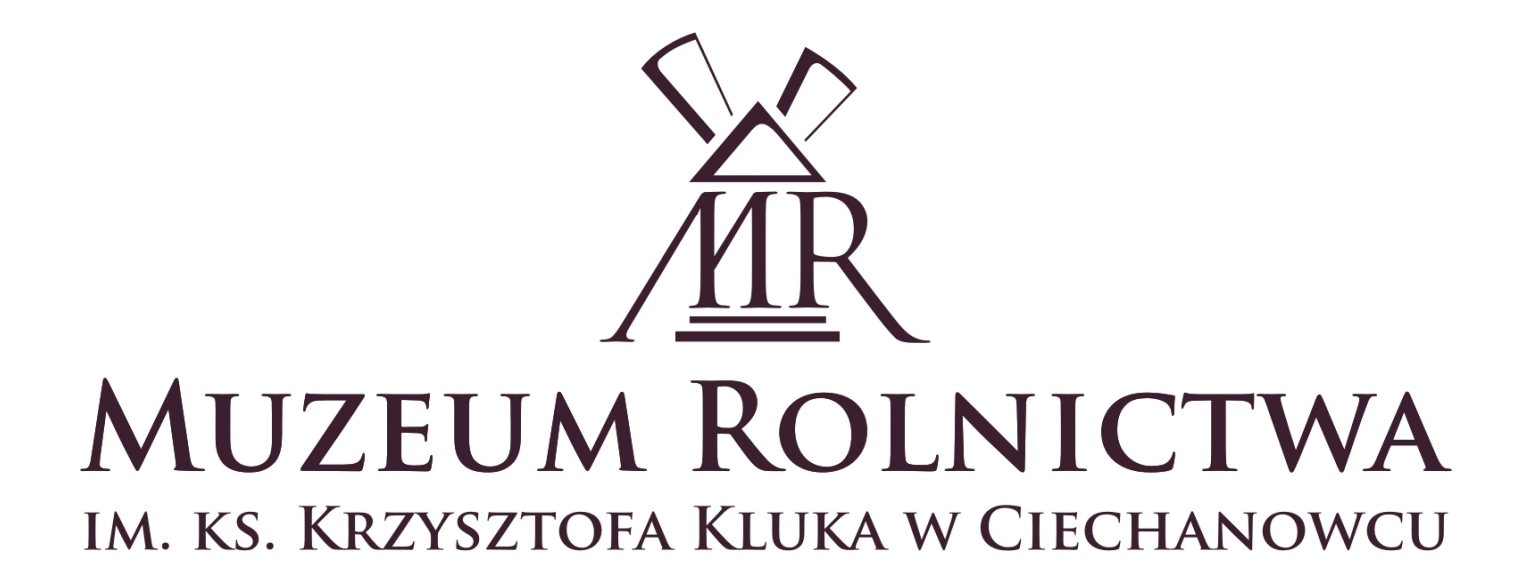 MR
MUZEUM ROLNICTWA
IM. KS. KRZYSZTOFA KLUKA W CIECHANOWCU